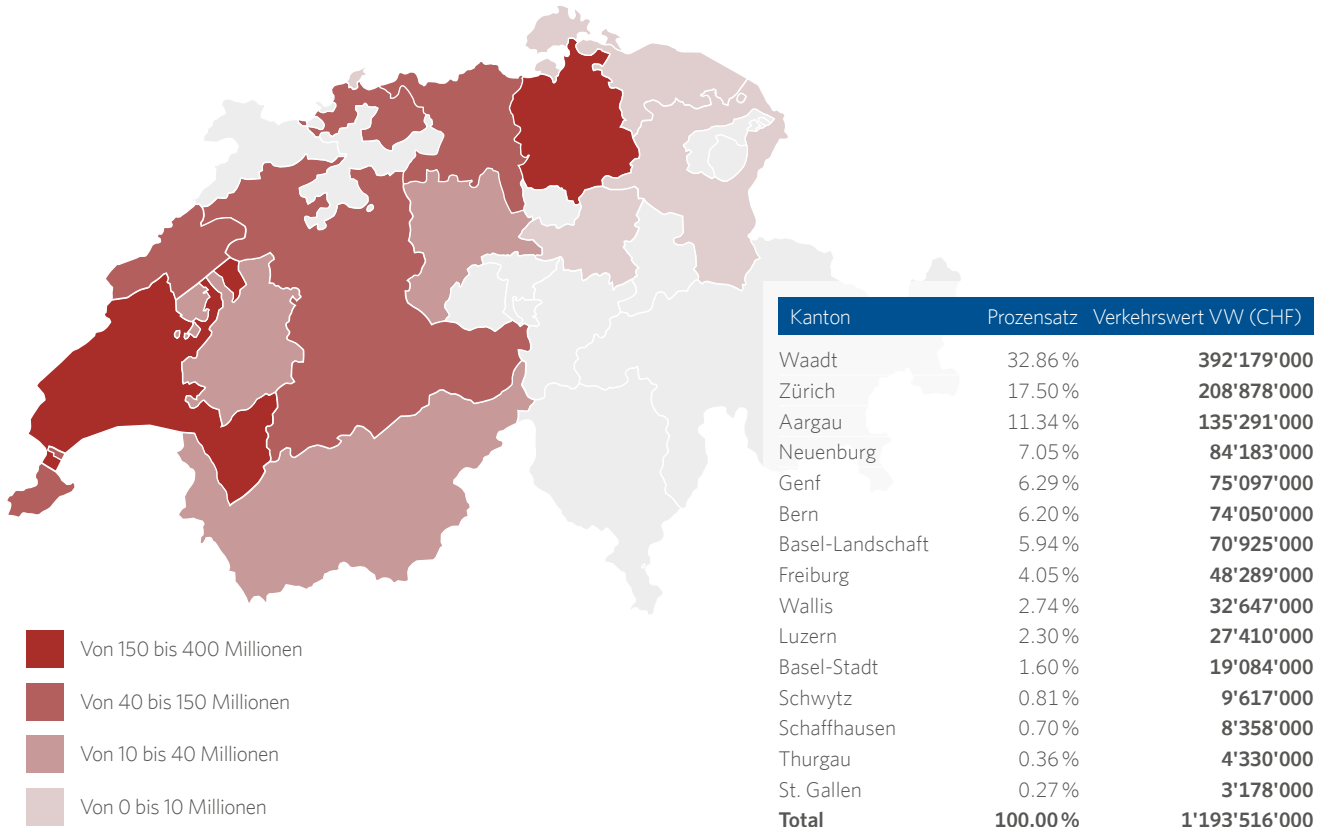 Kanton Prozensatz Verkehrswert VW (CHF)
Waadt 32.86 % 392'179'000
Zürich 17.50 % 208'878'000
Aargau 11.34 % 135'291'000
Neuenburg 7.05 % 84'183'000
Genf 6.29 % 75'097'000
Bern 6.20 % 74'050'000
Basel-Landschaft 5.94 % 70'925'000
Freiburg 4.05 % 48'289'000
Wallis 2.74 % 32'647'000
Luzern 2.30 % 27'410'000
Basel-Stadt 1.60 % 19'084'000
Schwytz 0.81 % 9'617'000
Schaffhausen 0.70 % 8'358'000
Thurgau 0.36 % 4'330'000
St. Gallen 0.27 % 3'178'000
Total 100.00 % 1'193'516'000
Von 150 bis 400 Millionen
Von 40 bis 150 Millionen
Von 10 bis 40 Millionen
Von 0 bis 10 Millionen